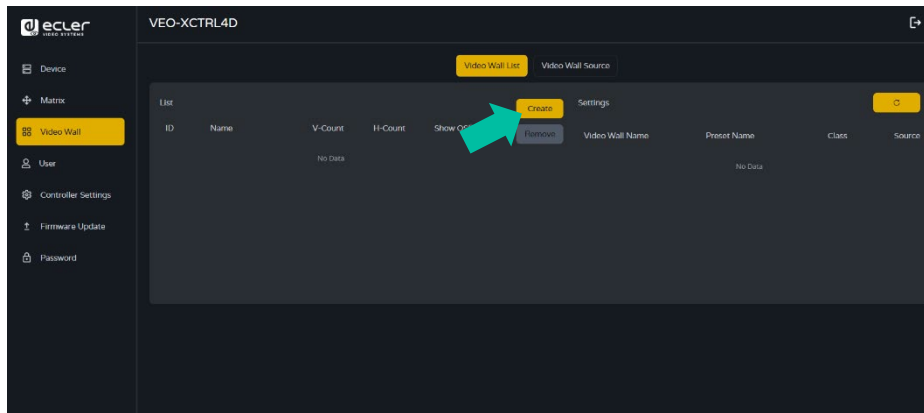 ecler
VIDEO SYSTEMS
VEO-XCTRL4D
Device
Matrix
Video Wall
User
Controller Settings
Firmware Update
Password
Video Wall List
Video Wall Source
List
Create
Remove
ID Name V-Count H-Count Show
No Data
Settings
Video Wall Name Preset Name Class Source
No Data